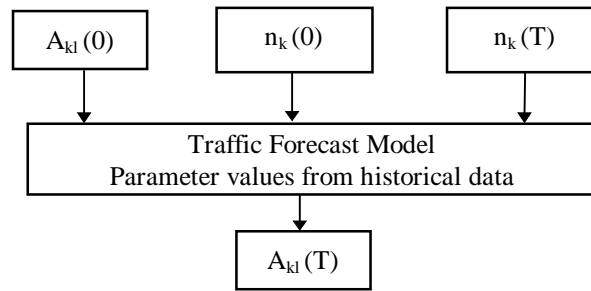 A_kl(0)
n_k(0)
n_k(T)
Traffic Forecast Model
Parameter values from historical data
A_kl(T)